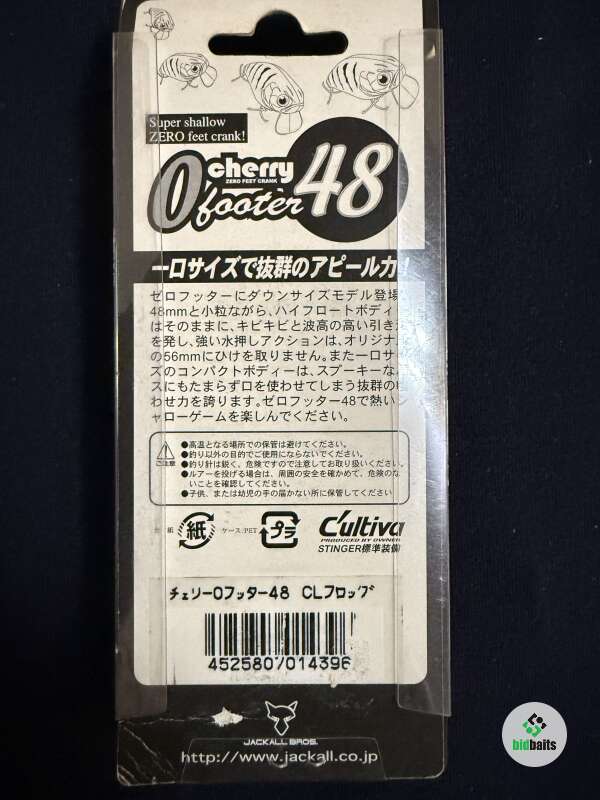 Super shallow
ZERO feet crank!
0 cherry 48
ZERO FEET CRANK
footer
一口サイズで抜群のアピール力!
ゼロフッターにダウンサイズモデル登場
48mmと小粒ながら、ハイフロートボディ
はそのままに、キビキビと波高の高い引き
を発し、強い水押しアクションは、オリジナ
の56mmにひけを取りません。また一口サ
ズのコンパクトボディーは、スプーキーな
スにもたまらず口を使わせてしまう抜群の
わせ力を誇ります。ゼロフッター48で熱い
ャローゲームを楽しんでください。
ご注意
●高温となる場所での保管は避けてください。
●釣り以外の目的でご使用にならないでください。
●釣り針は鋭く、危険ですので注意してお取り扱いください。
●ルアーを投げる場合は、周囲の安全を確かめて、危険のな
いことを確認してください。
●子供、または幼児の手の届かない所に保管してください
紙 紙 ケース:PET プラ C'ultiva
PRODUCED BY OWNER
STINGER標準装備
チェリー0フッター48 CLフロッグ
4525807014396
JACKALL BROS.
http://www.jackall.co.jp
bidbaits